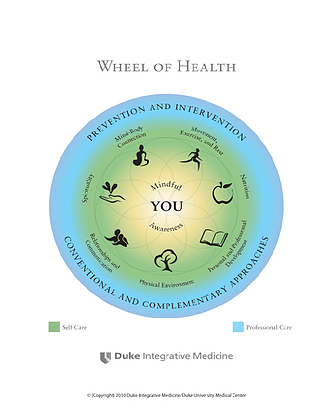 WHEEL OF HEALTH
PREVENTION AND INTERVENTION
Mind-Body
Connection
Movement,
Exercise, and Rest
Spirituality
Nutrition
Mindful
YOU
Awareness
Relationships and
Communication
Personal and Professional
Development
Physical Environment
CONVENTIONAL AND COMPLEMENTARY APPROACHES
Self-Care
Professional Care
Duke Integrative Medicine
© (Copyright) 2010 Duke Integrative Medicine/Duke University Medical Center